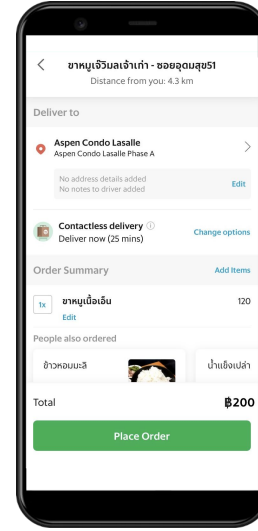 ขาหมูเจ๊วิมลเจ้าเก่า - ซอยอุดมสุข51
Distance from you: 4.3 km
Deliver to
Aspen Condo Lasalle
Aspen Condo Lasalle Phase A
No address details added
No notes to driver added
Edit
Contactless delivery
Deliver now (25 mins)
Change options
Order Summary
Add Items
1x
ขาหมูเนื้อเอ็น
120
Edit
People also ordered
ข้าวหอมมะลิ
น้ำแข็งเปล่า
Total
฿200
Place Order